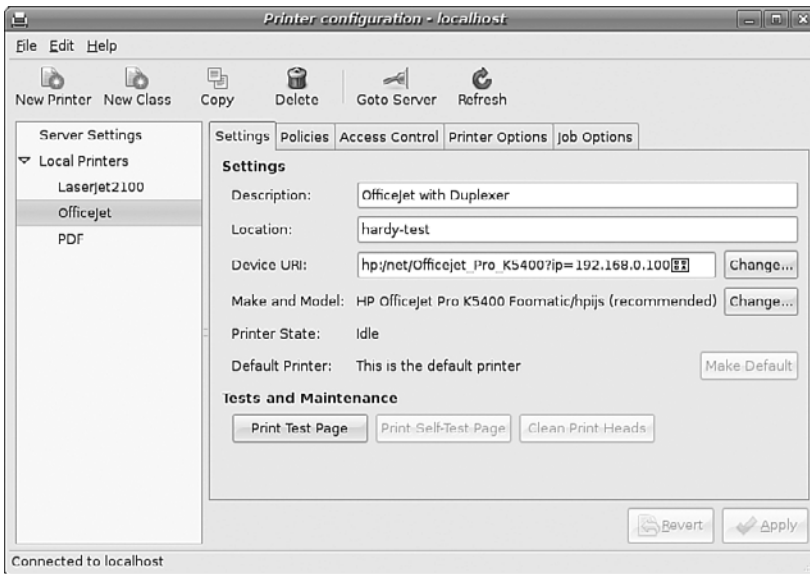 Printer configuration - localhost
File Edit Help
New Printer New Class Copy Delete Goto Server Refresh
Server Settings
Local Printers
LaserJet2100
OfficeJet
PDF
Settings Policies Access Control Printer Options Job Options
Settings
Description: OfficeJet with Duplexer
Location: hardy-test
Device URI: hp:/net/Officejet_Pro_K5400?ip=192.168.0.100 Change...
Make and Model: HP OfficeJet Pro K5400 Foomatic/hpijs (recommended) Change...
Printer State: Idle
Default Printer: This is the default printer Make Default
Tests and Maintenance
Print Test Page Print Self-Test Page Clean Print Heads
Revert Apply
Connected to localhost